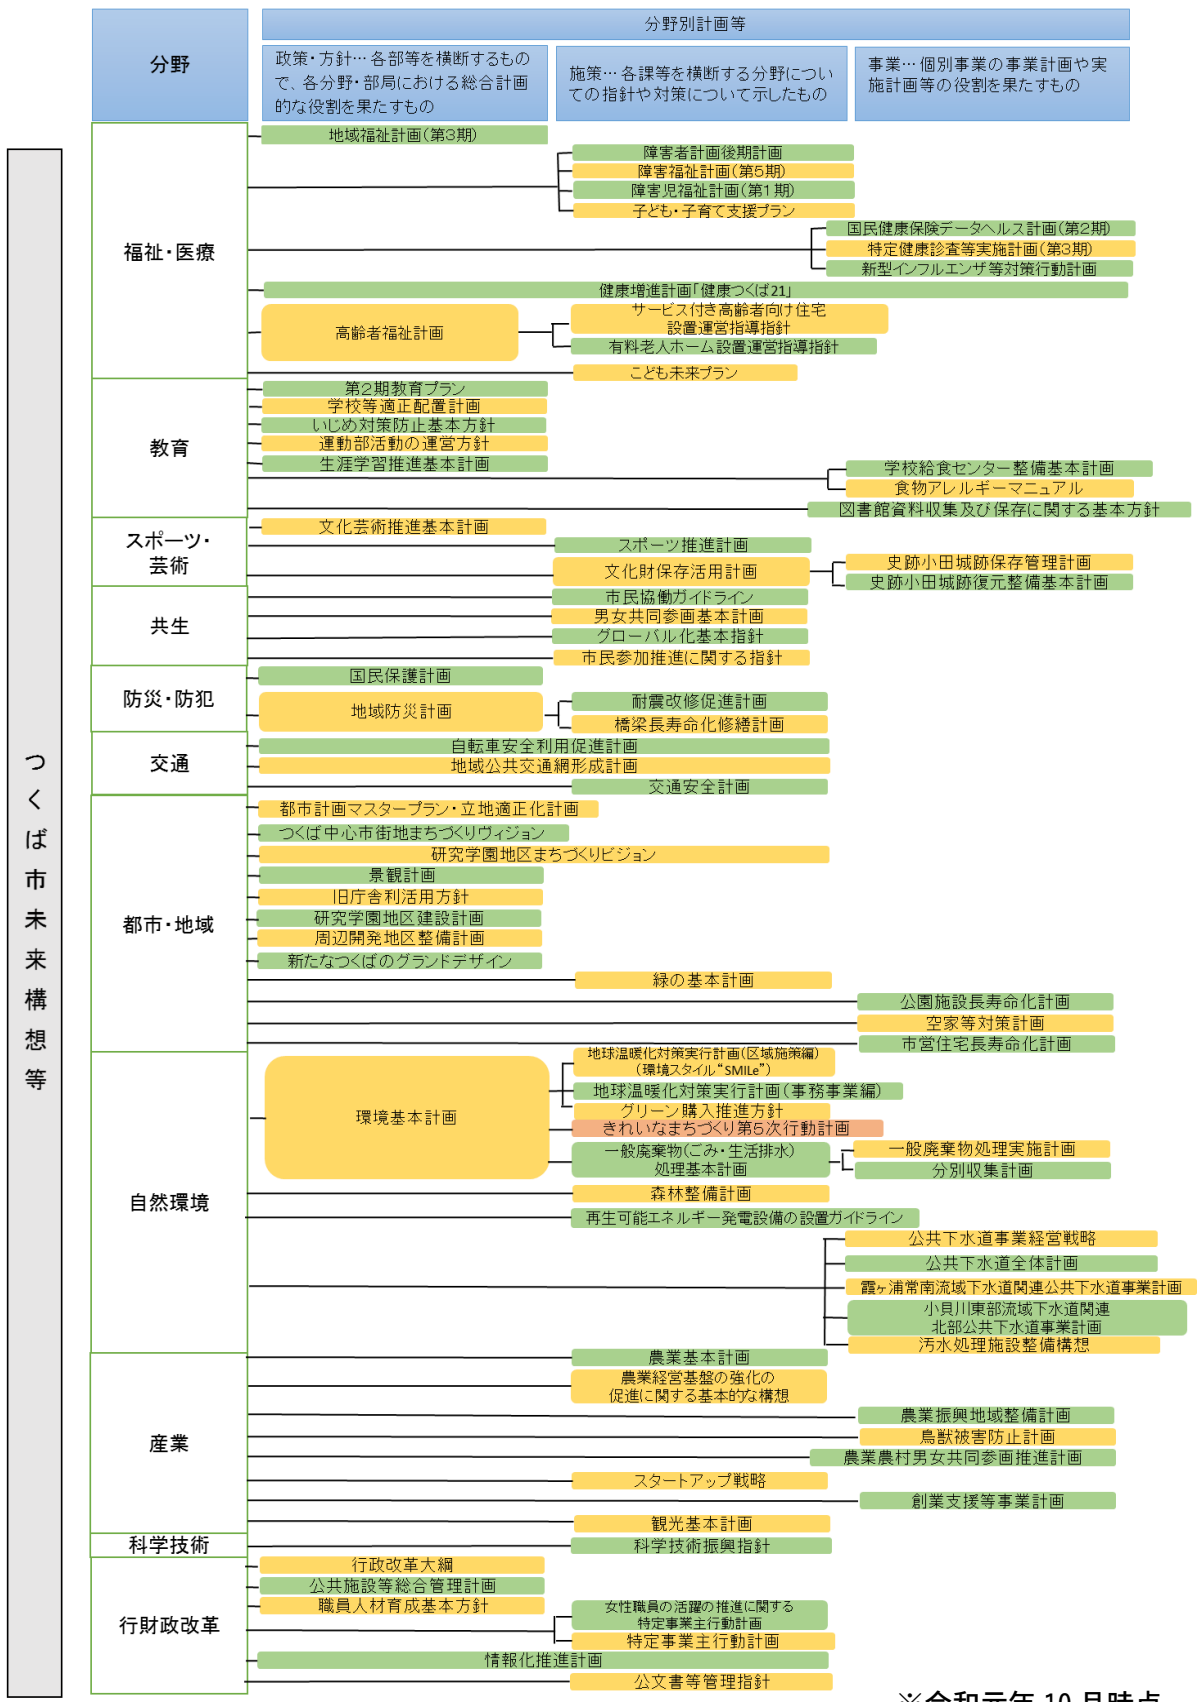 分野
分野別計画等
政策・方針…各部等を横断するもの
で、各分野・部局における総合計画
的な役割を果たすもの
施策…各課等を横断する分野につい
ての指針や対策について示したもの
事業…個別事業の事業計画や実
施計画等の役割を果たすもの
つくば市未来構想等
福祉・医療
地域福祉計画(第3期)
障害者計画後期計画
障害福祉計画(第5期)
障害児福祉計画(第1期)
子ども・子育て支援プラン
国民健康保険データヘルス計画(第2期)
特定健康診査等実施計画(第3期)
新型インフルエンザ等対策行動計画
健康増進計画「健康つくば21」
高齢者福祉計画
サービス付き高齢者向け住宅
設置運営指導指針
有料老人ホーム設置運営指導指針
こども未来プラン
教育
第2期教育プラン
学校等適正配置計画
いじめ対策防止基本方針
運動部活動の運営方針
生涯学習推進基本計画
学校給食センター整備基本計画
食物アレルギーマニュアル
図書館資料収集及び保存に関する基本方針
スポーツ・
芸術
文化芸術推進基本計画
スポーツ推進計画
文化財保存活用計画
史跡小田城跡保存管理計画
史跡小田城跡復元整備基本計画
共生
市民協働ガイドライン
男女共同参画基本計画
グローバル化基本指針
市民参加推進に関する指針
防災・防犯
国民保護計画
地域防災計画
耐震改修促進計画
橋梁長寿命化修繕計画
交通
自転車安全利用促進計画
地域公共交通網形成計画
交通安全計画
都市・地域
都市計画マスタープラン・立地適正化計画
つくば中心市街地まちづくりヴィジョン
研究学園地区まちづくりビジョン
景観計画
旧庁舎利活用方針
研究学園地区建設計画
周辺開発地区整備計画
新たなつくばのグランドデザイン
緑の基本計画
公園施設長寿命化計画
空家等対策計画
市営住宅長寿命化計画
自然環境
環境基本計画
地球温暖化対策実行計画(区域施策編)
(環境スタイル“SMILe”)
地球温暖化対策実行計画(事務事業編)
グリーン購入推進方針
きれいなまちづくり第5次行動計画
一般廃棄物(ごみ・生活排水)
処理基本計画
一般廃棄物処理実施計画
分別収集計画
森林整備計画
再生可能エネルギー発電設備の設置ガイドライン
公共下水道事業経営戦略
公共下水道全体計画
霞ヶ浦常南流域下水道関連公共下水道事業計画
小貝川東部流域下水道関連
北部公共下水道事業計画
汚水処理施設整備構想
産業
農業基本計画
農業経営基盤の強化の
促進に関する基本的な構想
農業振興地域整備計画
鳥獣被害防止計画
農業農村男女共同参画推進計画
スタートアップ戦略
創業支援等事業計画
観光基本計画
科学技術
科学技術振興指針
行財政改革
行政改革大綱
公共施設等総合管理計画
職員人材育成基本方針
女性職員の活躍の推進に関する
特定事業主行動計画
特定事業主行動計画
情報化推進計画
公文書等管理指針
※令和元年10月時点